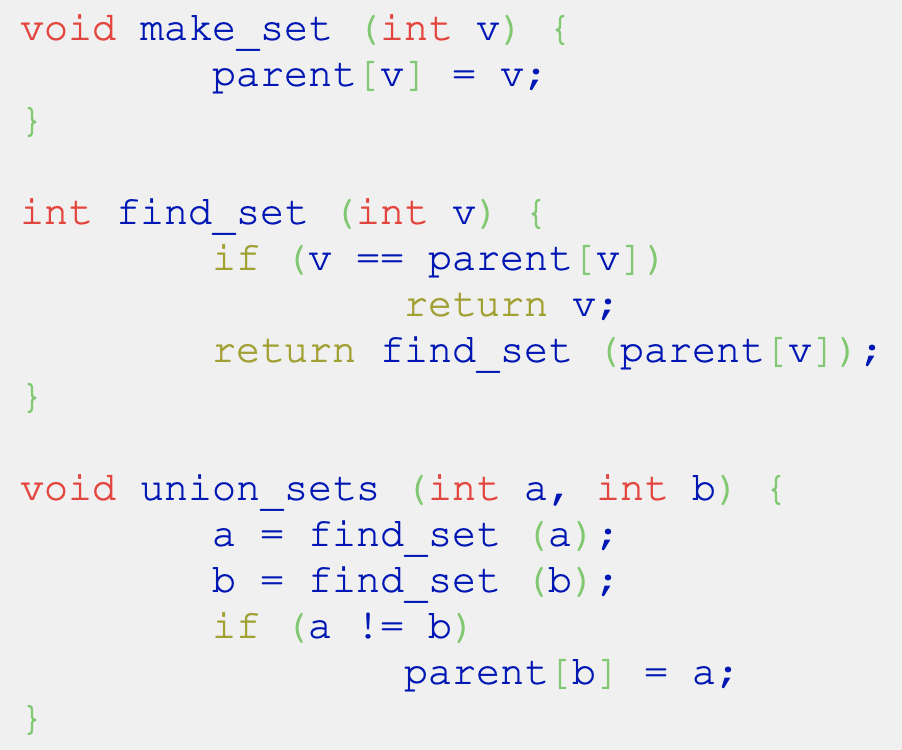 void make_set (int v) {
        parent[v] = v;
}

int find_set (int v) {
        if (v == parent[v])
                return v;
        return find_set (parent[v]);
}

void union_sets (int a, int b) {
        a = find_set (a);
        b = find_set (b);
        if (a != b)
                parent[b] = a;
}